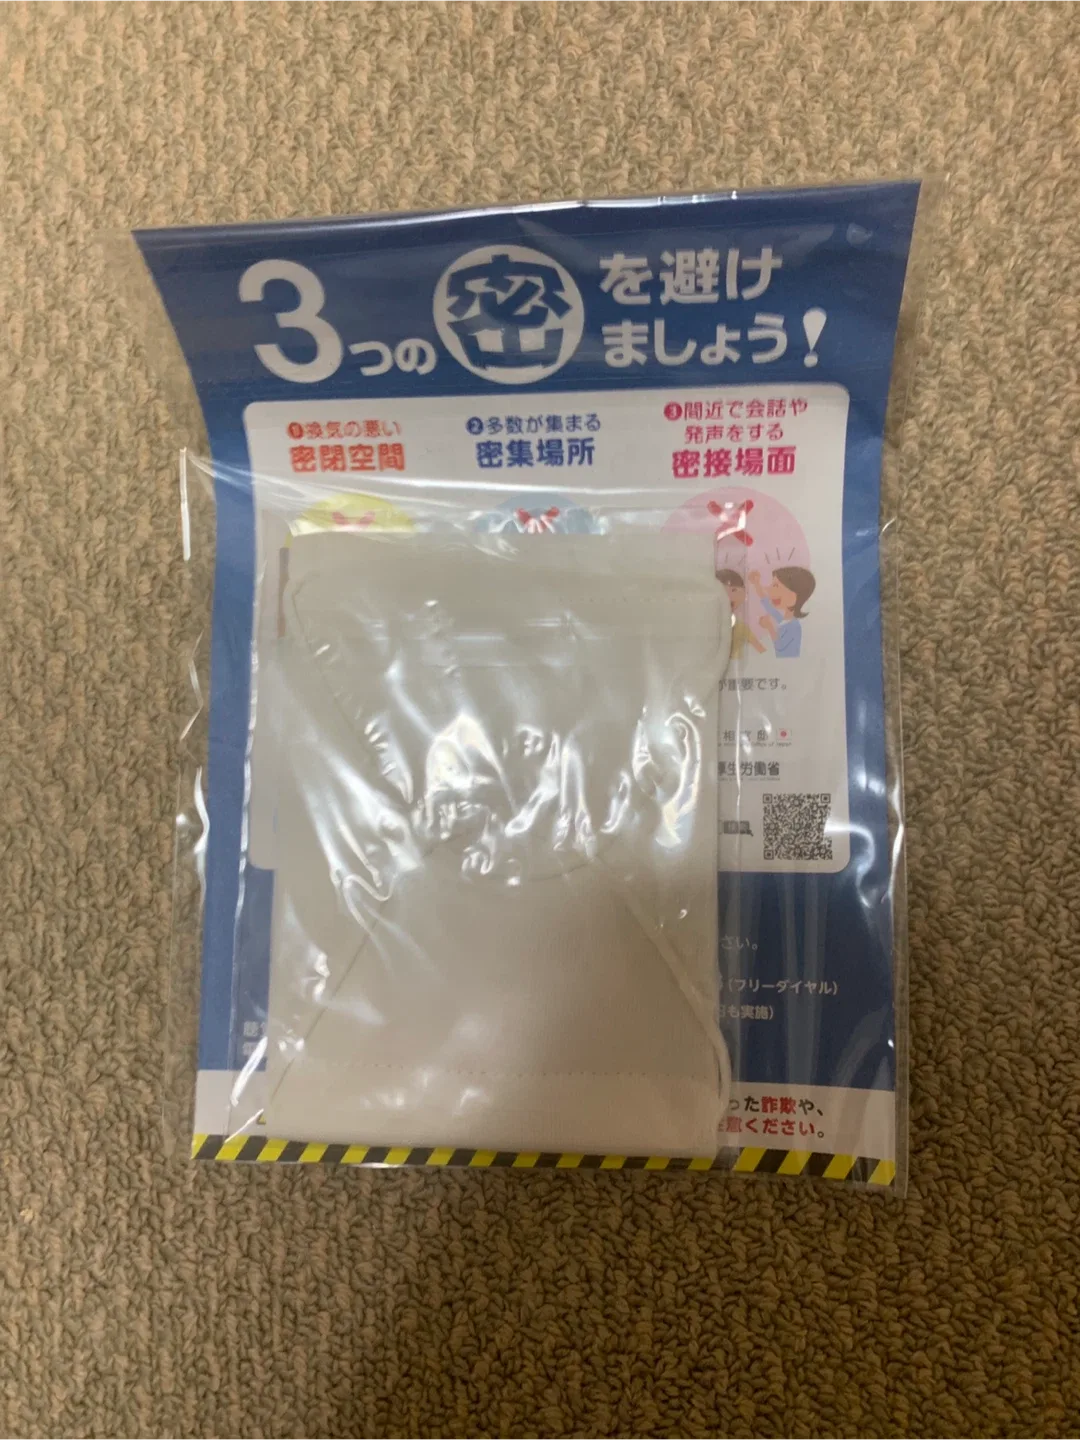 3つの密を避け
ましょう!
❶換気の悪い
密閉空間
❷多数が集まる
密集場所
❸間近で会話や
発声をする
密接場面
が重要です。
厚生労働省
さい。
(フリーダイヤル)
も実施)
った詐欺や、
注意ください。